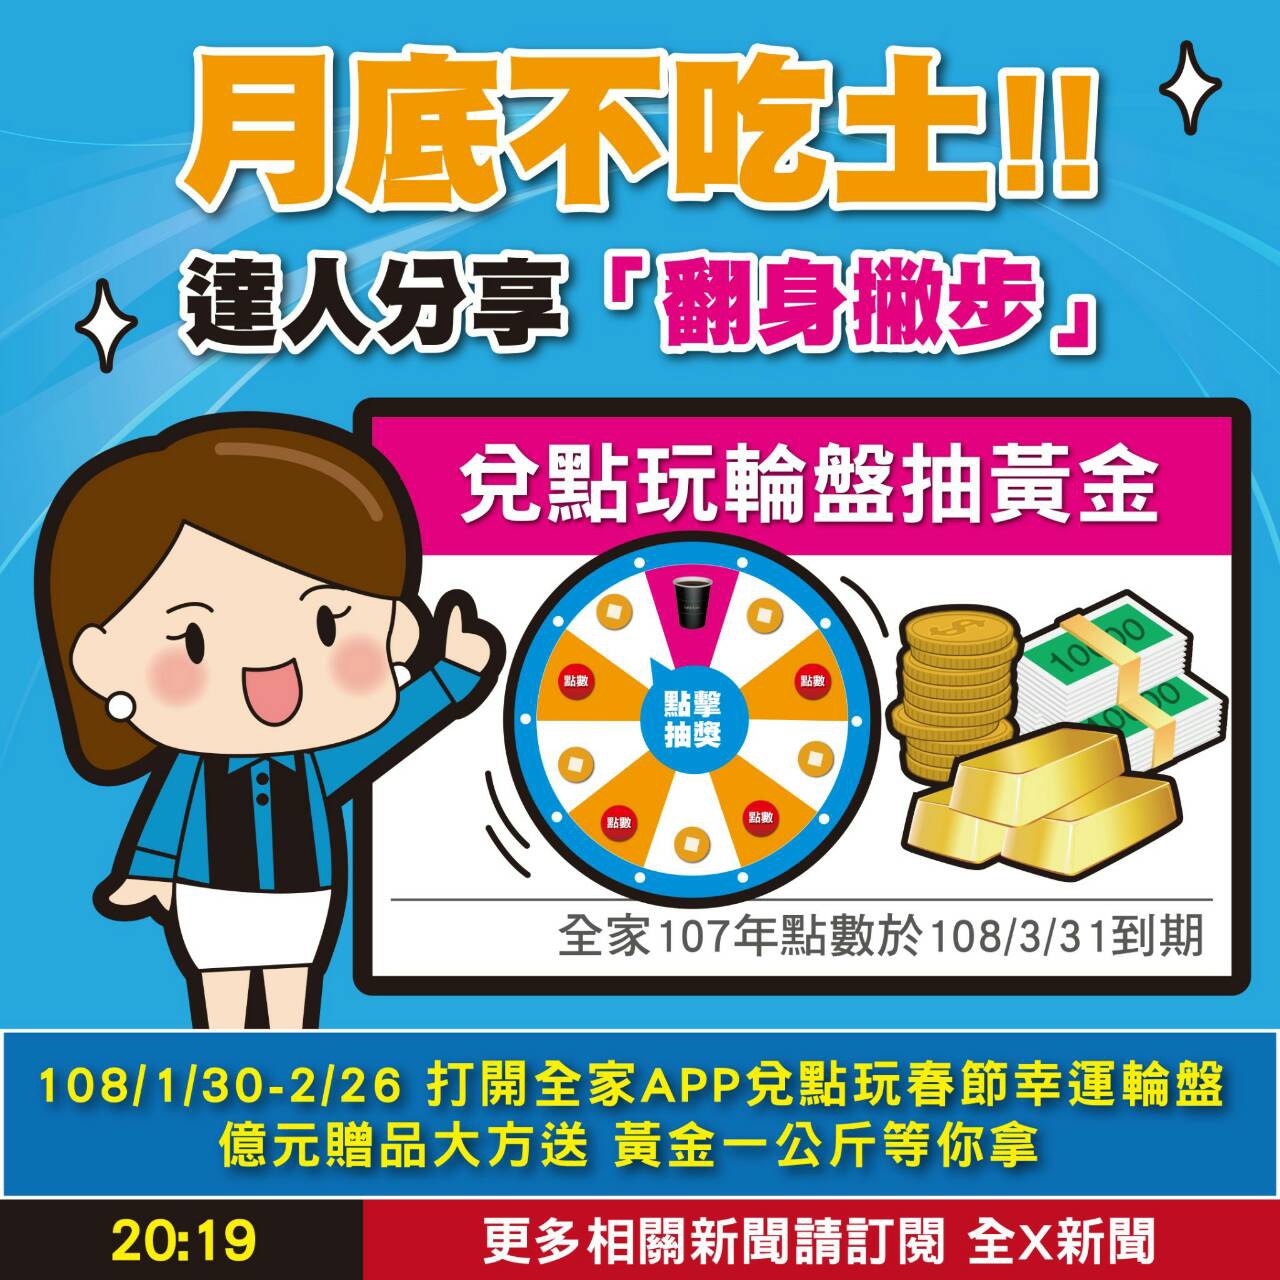 月底不吃土!!
達人分享「翻身撇步」
兌點玩輪盤抽黃金
點數
點數
點擊
抽獎
點數
點數
1000
1000
全家107年點數於108/3/31到期
108/1/30-2/26 打開全家APP兌點玩春節幸運輪盤
億元贈品大方送 黃金一公斤等你拿
20:19
更多相關新聞請訂閱 全X新聞